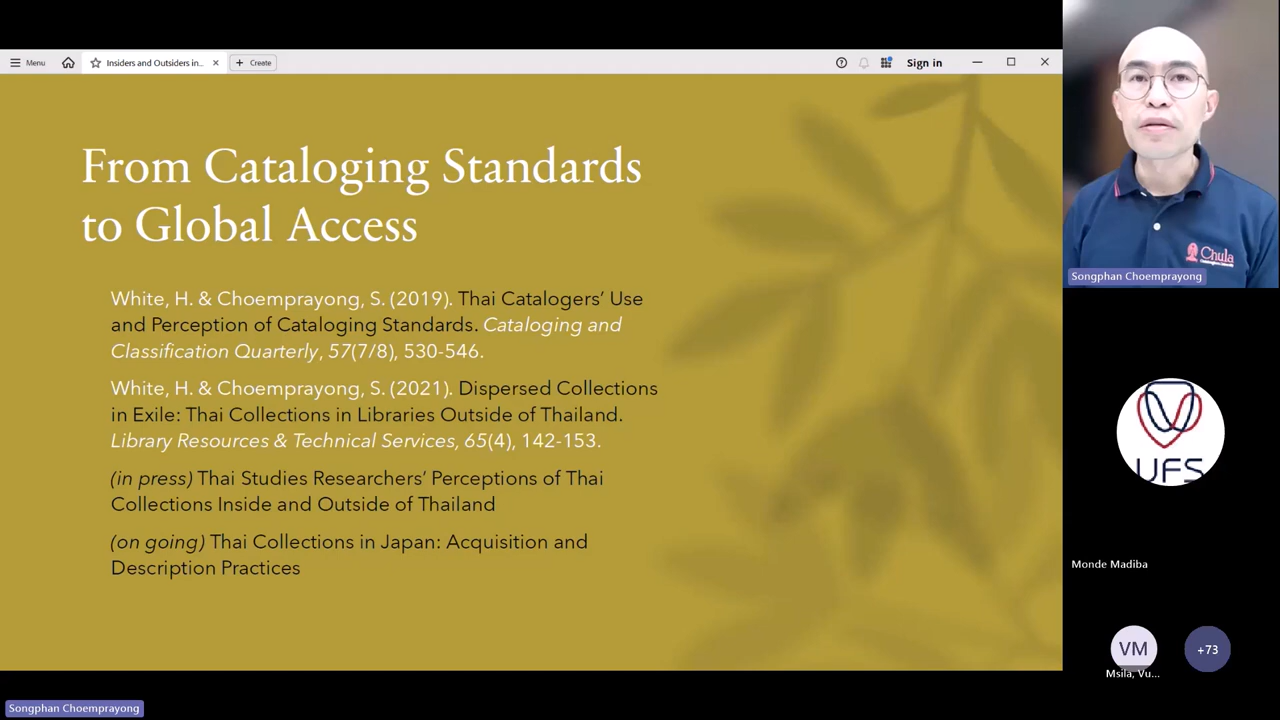 Menu
Insiders and Outsiders in...
Create
Sign in
From Cataloging Standards
to Global Access
White, H. & Choemprayong, S. (2019). Thai Catalogers’ Use
and Perception of Cataloging Standards. Cataloging and
Classification Quarterly, 57(7/8), 530-546.
White, H. & Choemprayong, S. (2021). Dispersed Collections
in Exile: Thai Collections in Libraries Outside of Thailand.
Library Resources & Technical Services, 65(4), 142-153.
(in press) Thai Studies Researchers’ Perceptions of Thai
Collections Inside and Outside of Thailand
(on going) Thai Collections in Japan: Acquisition and
Description Practices
Chula
Songphan Choemprayong
UFS
Monde Madiba
VM
+73
Msila, Vu...
Songphan Choemprayong